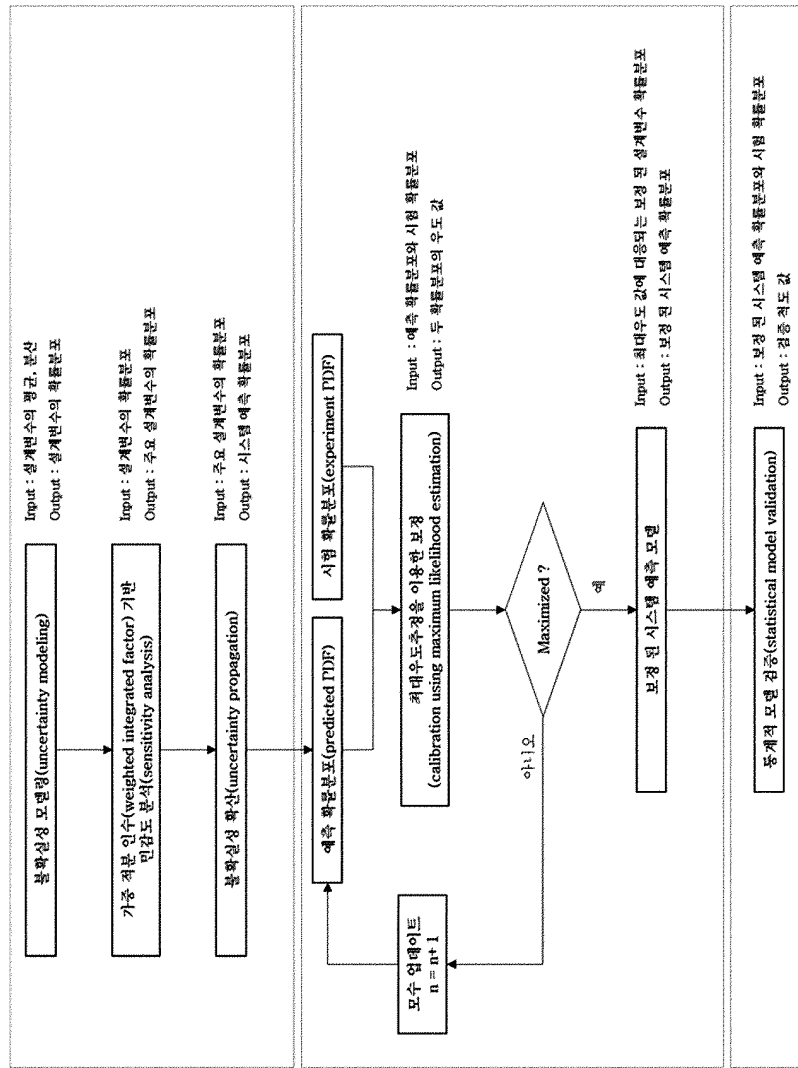 불확실성 모델링(uncertainty modeling)
Input : 설계변수의 평균, 분산
Output : 설계변수의 확률분포
가중 적분 인수(weighted integrated factor) 기반
민감도 분석(sensitivity analysis)
Input : 설계변수의 확률분포
Output : 주요 설계변수의 확률분포
불확실성 확산(uncertainty propagation)
Input : 주요 설계변수의 확률분포
Output : 시스템 예측 확률분포
예측 확률분포(predicted PDF)
시험 확률분포(experiment PDF)
모수 업데이트
n = n+ 1
최대우도추정을 이용한 보정
(calibration using maximum likelihood estimation)
Input : 예측 확률분포와 시험 확률분포
Output : 두 확률분포의 우도 값
Maximized ?
아니오
예
보정 된 시스템 예측 모델
Input : 최대우도 값에 대응되는 보정 된 설계변수 확률분포
Output : 보정 된 시스템 예측 확률분포
통계적 모델 검증(statistical model validation)
Input : 보정 된 시스템 예측 확률분포와 시험 확률분포
Output : 검증 척도 값